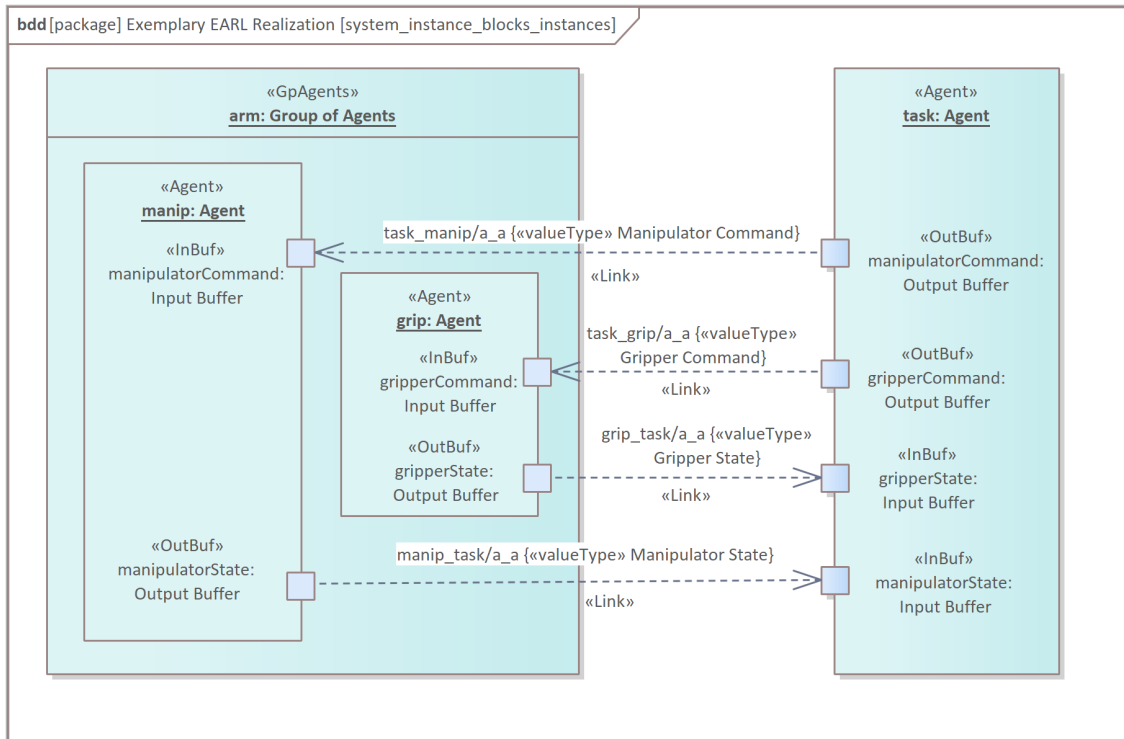 bdd [package] Exemplary EARL Realization [system_instance_blocks_instances]
«GpAgents»
arm: Group of Agents
«Agent»
manip: Agent
«InBuf»
manipulatorCommand:
Input Buffer
«Agent»
grip: Agent
«InBuf»
gripperCommand:
Input Buffer
«OutBuf»
gripperState:
Output Buffer
«OutBuf»
manipulatorState:
Output Buffer
task_manip/a_a {«valueType» Manipulator Command}
«Link»
task_grip/a_a {«valueType»
Gripper Command}
«Link»
grip_task/a_a {«valueType»
Gripper State}
«Link»
manip_task/a_a {«valueType» Manipulator State}
«Link»
«Agent»
task: Agent
«OutBuf»
manipulatorCommand:
Output Buffer
«OutBuf»
gripperCommand:
Output Buffer
«InBuf»
gripperState:
Input Buffer
«InBuf»
manipulatorState:
Input Buffer